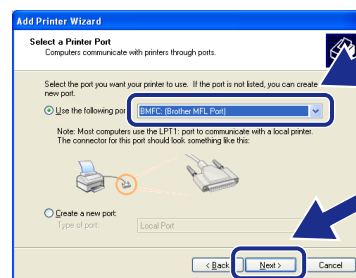 Add Printer Wizard
Select a Printer Port
Computers communicate with printers through ports.
Select the port you want your printer to use. If the port is not listed, you can create a
new port.
Use the following port: BMFC: (Brother MFL Port)
Note: Most computers use the LPT1: port to communicate with a local printer.
The connector for this port should look something like this:
Create a new port:
Type of port: Local Port
< Back Next > Cancel